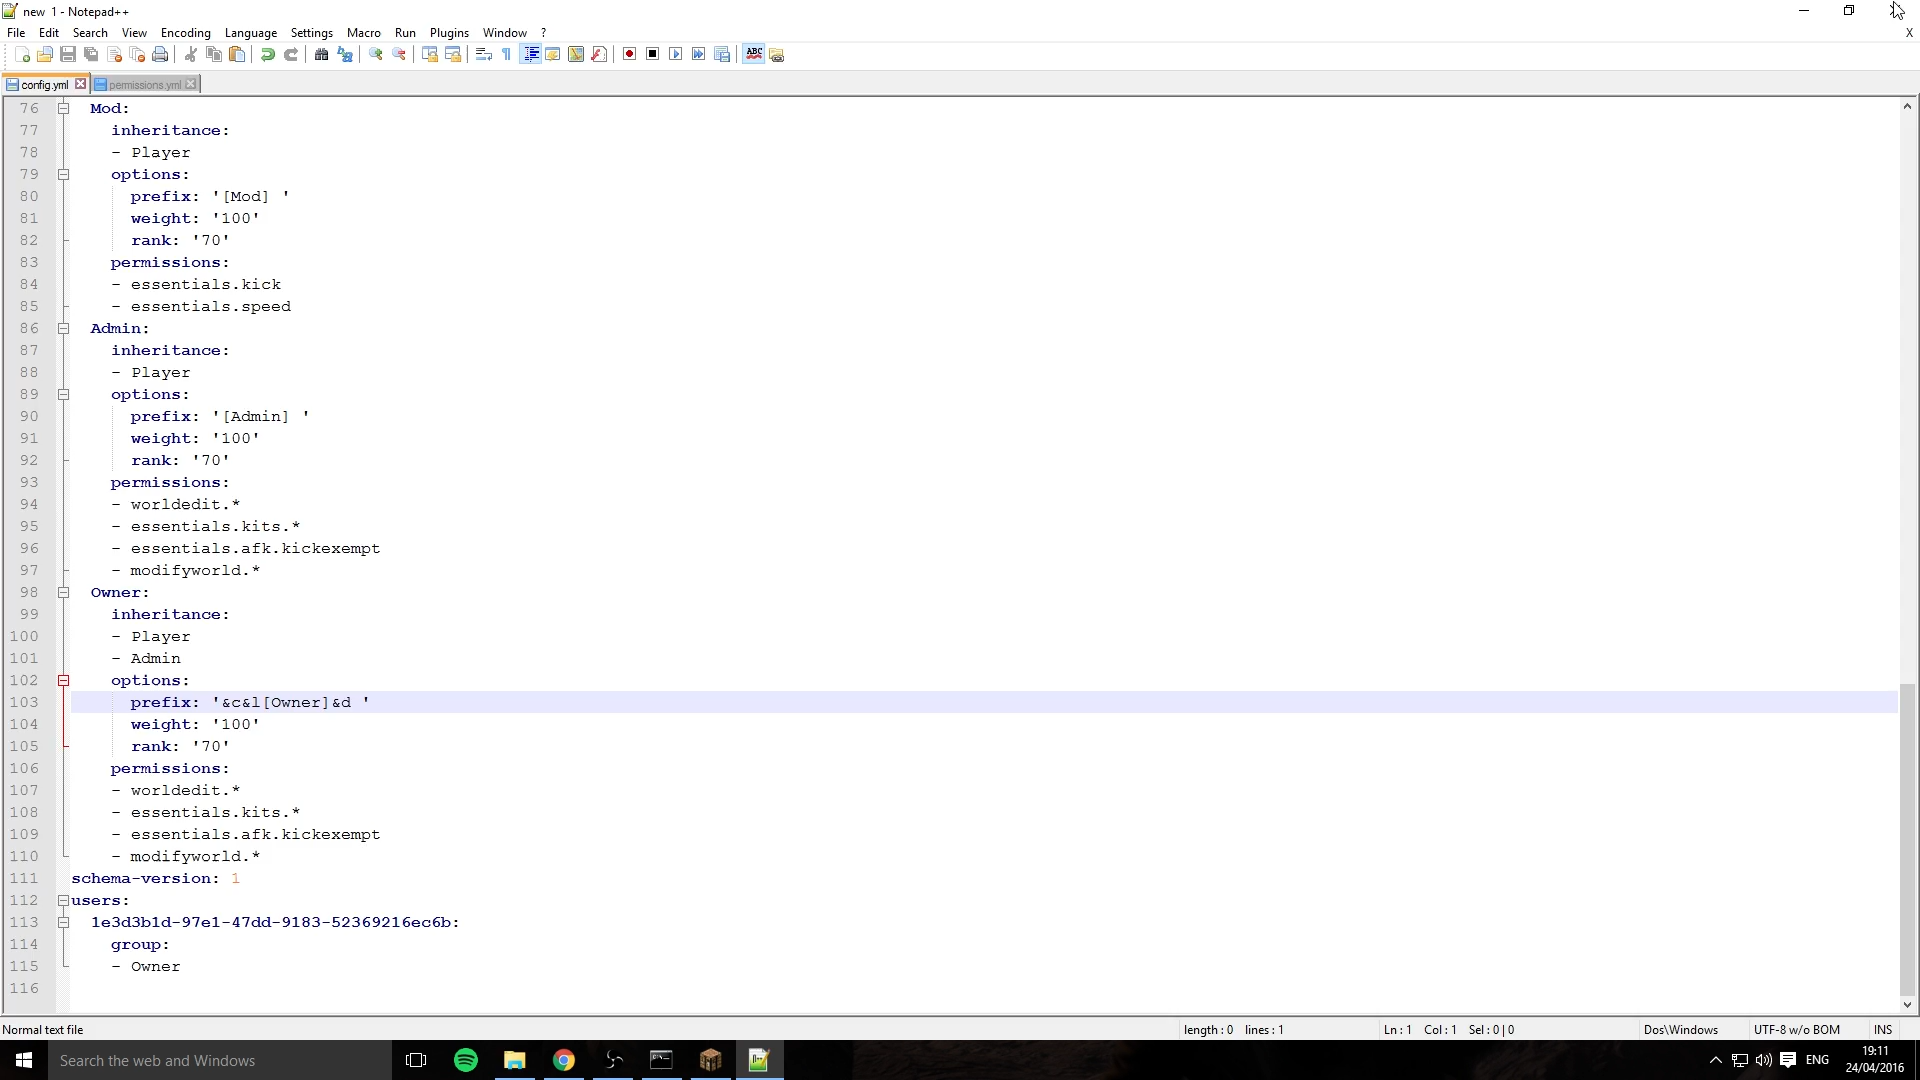 new 1 - Notepad++
File Edit Search View Encoding Language Settings Macro Run Plugins Window ? X
ABC
config.yml permissions.yml
76 Mod:
77 inheritance:
78 - Player
79 options:
80 prefix: '[Mod] '
81 weight: '100'
82 rank: '70'
83 permissions:
84 - essentials.kick
85 - essentials.speed
86 Admin:
87 inheritance:
88 - Player
89 options:
90 prefix: '[Admin] '
91 weight: '100'
92 rank: '70'
93 permissions:
94 - worldedit.*
95 - essentials.kits.*
96 - essentials.afk.kickexempt
97 - modifyworld.*
98 Owner:
99 inheritance:
100 - Player
101 - Admin
102 options:
103 prefix: '&c&l[Owner]&d '
104 weight: '100'
105 rank: '70'
106 permissions:
107 - worldedit.*
108 - essentials.kits.*
109 - essentials.afk.kickexempt
110 - modifyworld.*
111 schema-version: 1
112 users:
113 1e3d3b1d-97e1-47dd-9183-52369216ec6b:
114 group:
115 - Owner
116
Normal text file length : 0 lines : 1 Ln : 1 Col : 1 Sel : 0 | 0 Dos\Windows UTF-8 w/o BOM INS
Search the web and Windows ENG 19:11
24/04/2016